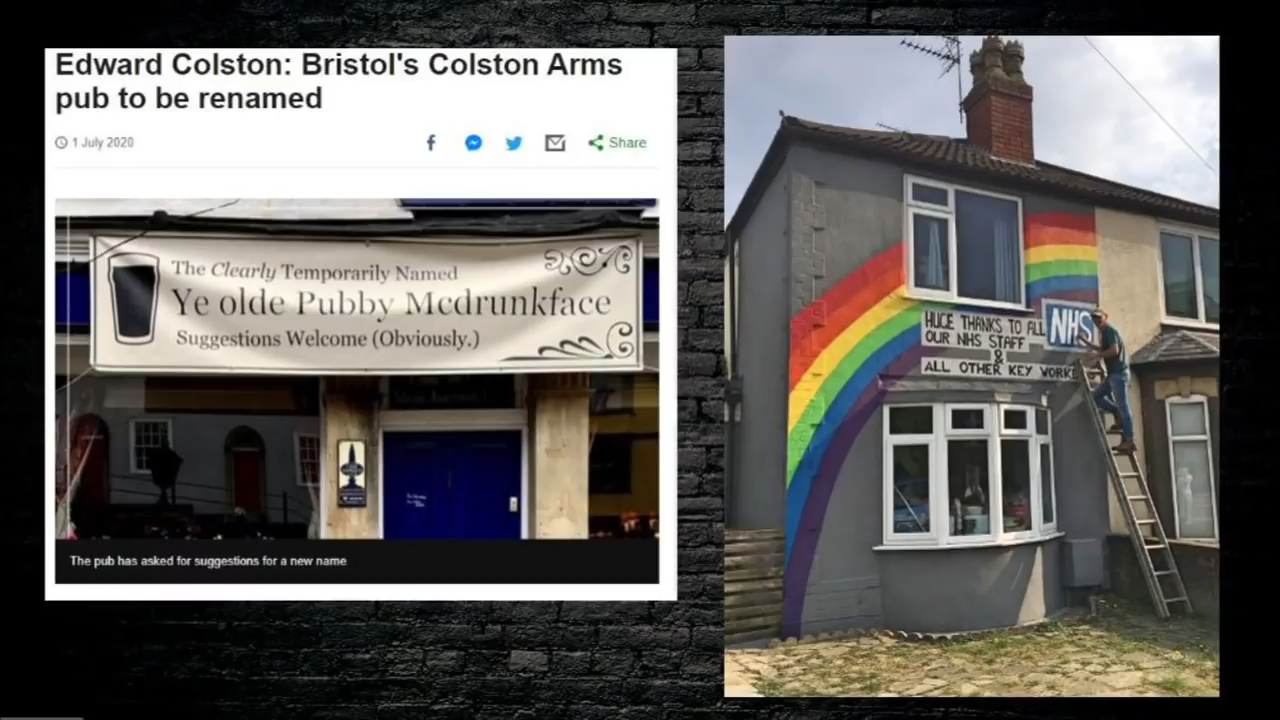 Edward Colston: Bristol's Colston Arms
pub to be renamed
1 July 2020
Share
The Clearly Temporarily Named
Ye olde Pubby Mcdrunkface
Suggestions Welcome (Obviously.)
The pub has asked for suggestions for a new name
HUGE THANKS TO ALL
OUR NHS STAFF
&
ALL OTHER KEY WORKE
NHS